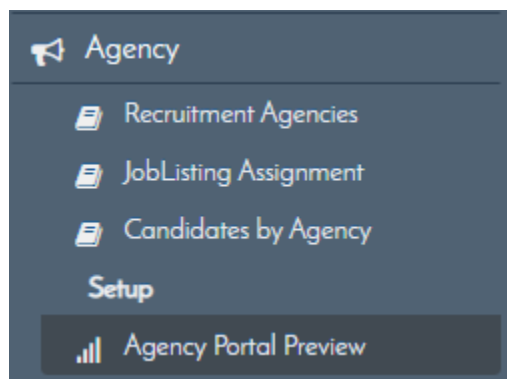 Agency
Recruitment Agencies
JobListing Assignment
Candidates by Agency
Setup
Agency Portal Preview